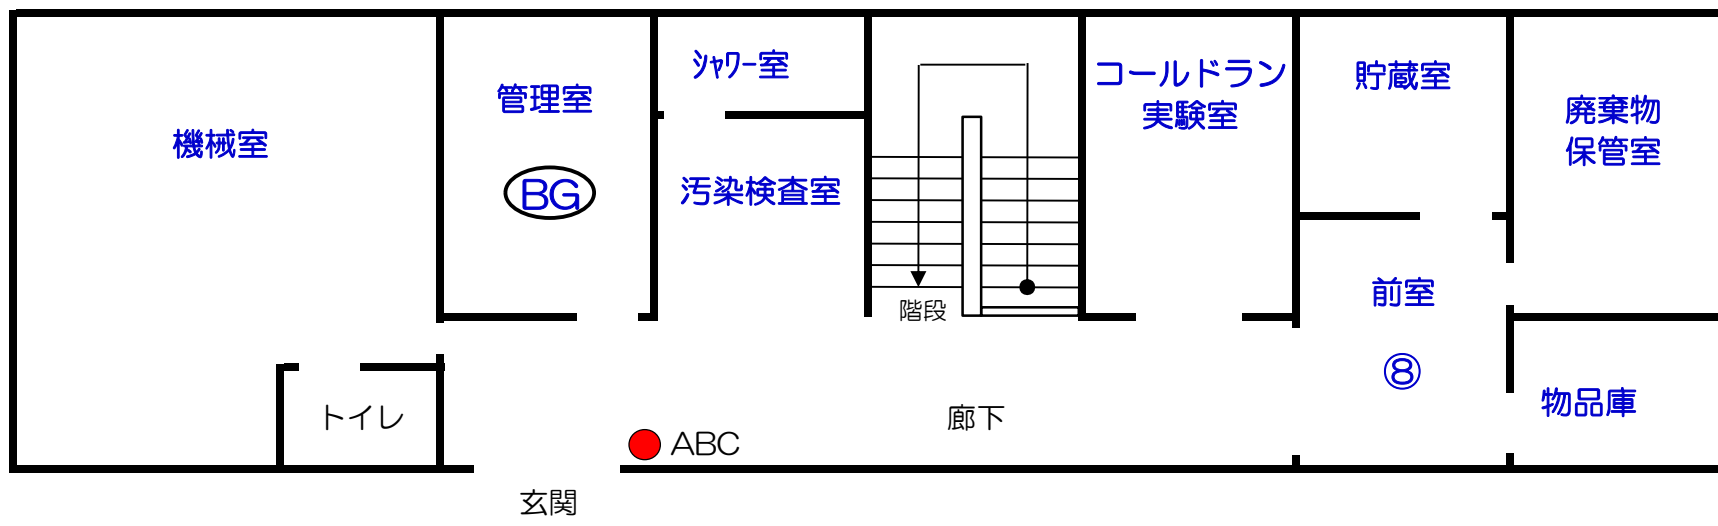 機械室
管理室
BG
ｼｬﾜｰ室
汚染検査室
階段
コールドラン
実験室
貯蔵室
廃棄物
保管室
前室
⑧
物品庫
トイレ
ABC
廊下
玄関